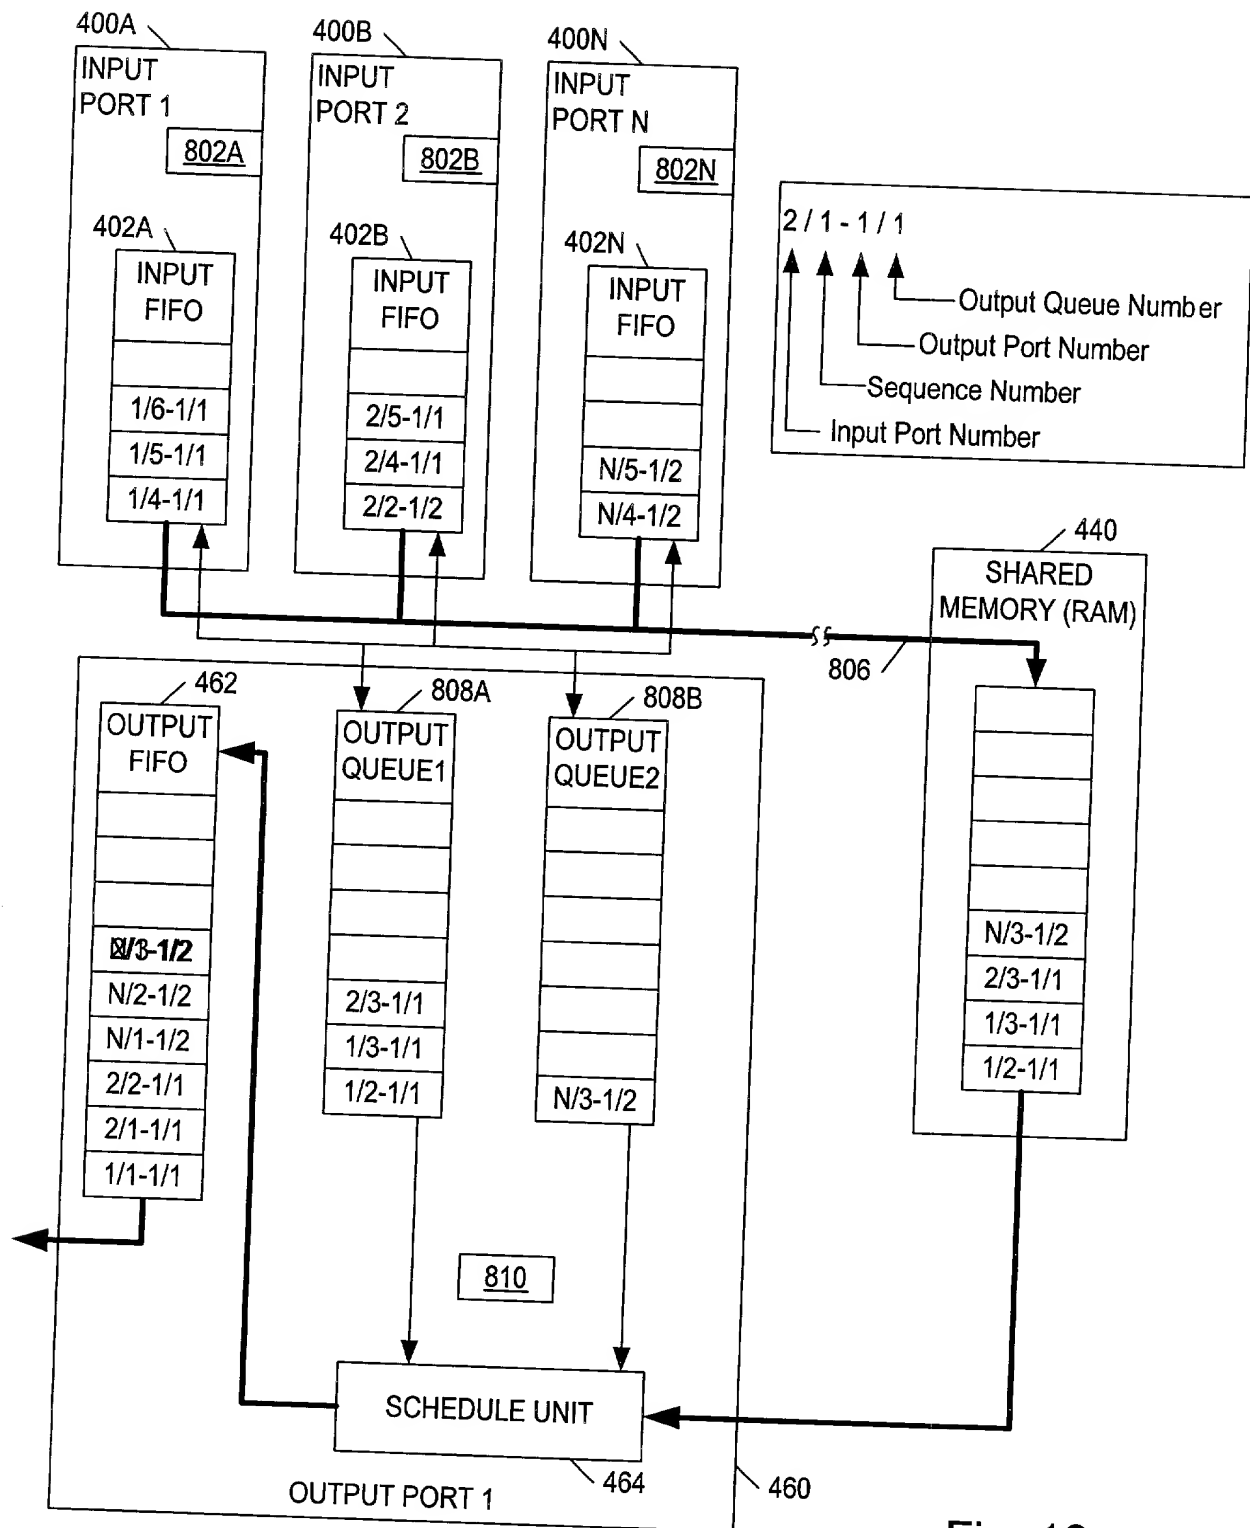 400A
INPUT
PORT 1
802A
402A
INPUT
FIFO
1/6-1/1
1/5-1/1
1/4-1/1
400B
INPUT
PORT 2
802B
402B
INPUT
FIFO
2/5-1/1
2/4-1/1
2/2-1/2
400N
INPUT
PORT N
802N
402N
INPUT
FIFO
N/5-1/2
N/4-1/2
2 / 1 - 1 / 1
Output Queue Number
Output Port Number
Sequence Number
Input Port Number
440
SHARED
MEMORY (RAM)
806
N/3-1/2
2/3-1/1
1/3-1/1
1/2-1/1
462
OUTPUT
FIFO
/3-1/2
N/2-1/2
N/1-1/2
2/2-1/1
2/1-1/1
1/1-1/1
808A
OUTPUT
QUEUE1
2/3-1/1
1/3-1/1
1/2-1/1
808B
OUTPUT
QUEUE2
N/3-1/2
810
SCHEDULE UNIT
464
OUTPUT PORT 1
460